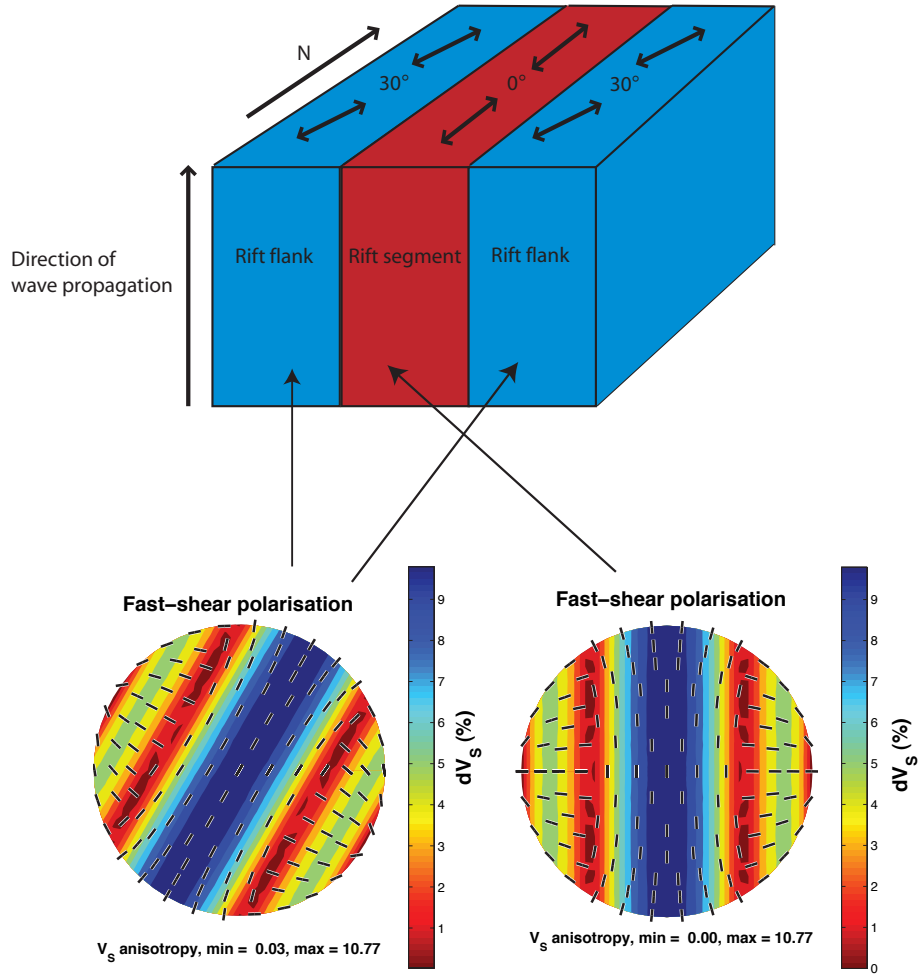 N
30°
0°
30°
Direction of
wave propagation
Rift flank
Rift segment
Rift flank
Fast–shear polarisation
9
8
7
6
5
4
3
2
1
dVS (%)
VS anisotropy, min = 0.03, max = 10.77
Fast–shear polarisation
9
8
7
6
5
4
3
2
1
0
dVS (%)
VS anisotropy, min = 0.00, max = 10.77